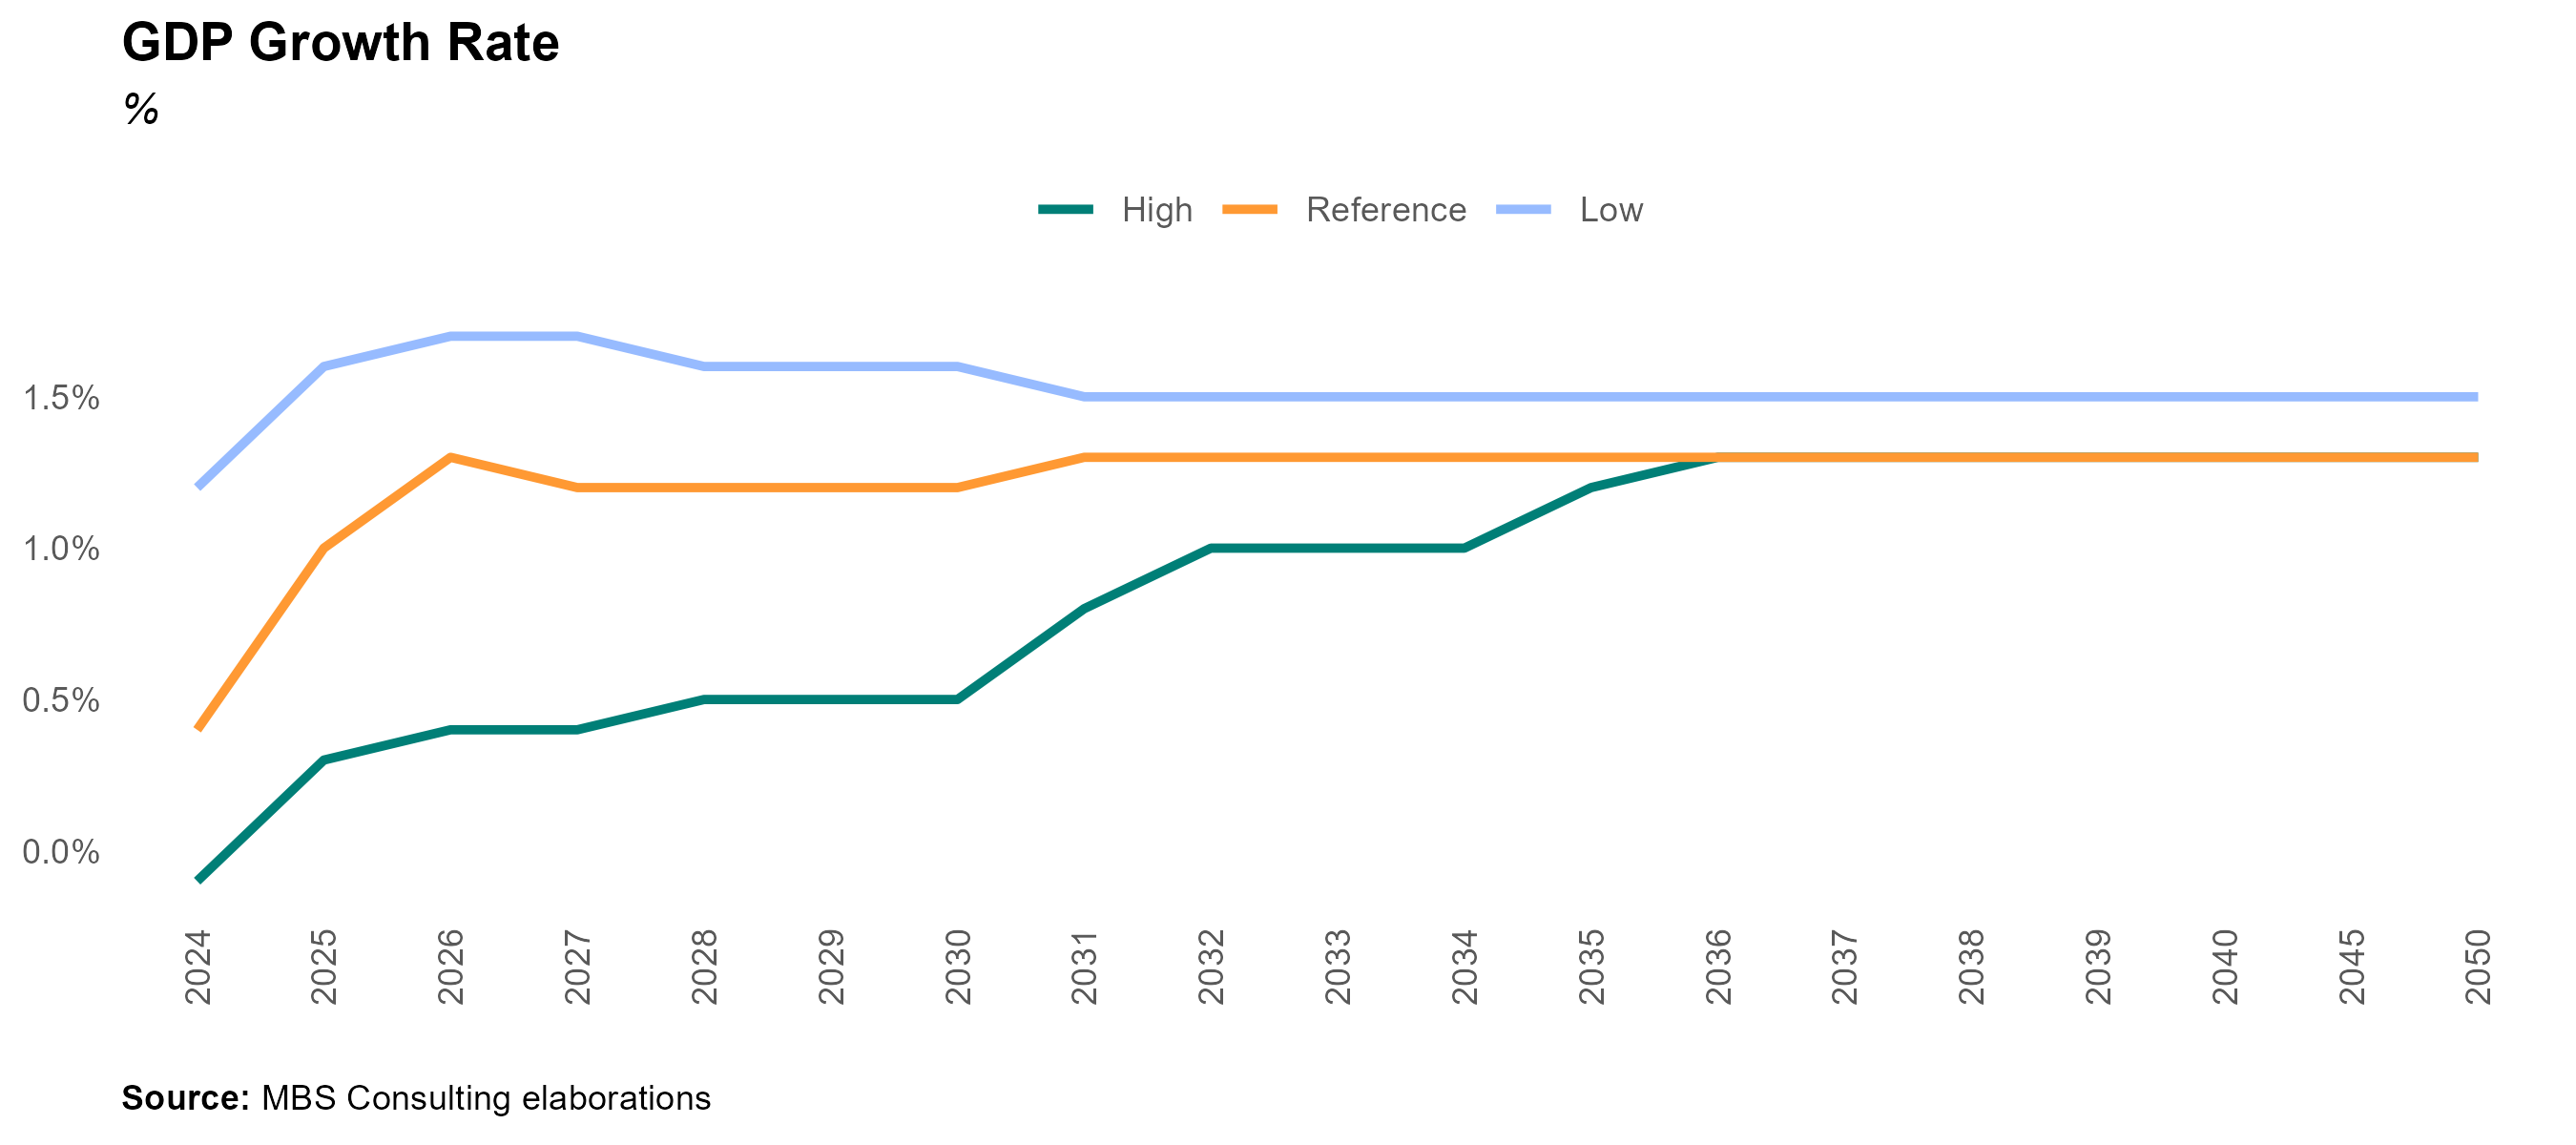 GDP Growth Rate
%
High Reference Low
1.5%
1.0%
0.5%
0.0%
2024 2025 2026 2027 2028 2029 2030 2031 2032 2033 2034 2035 2036 2037 2038 2039 2040 2045 2050
Source: MBS Consulting elaborations